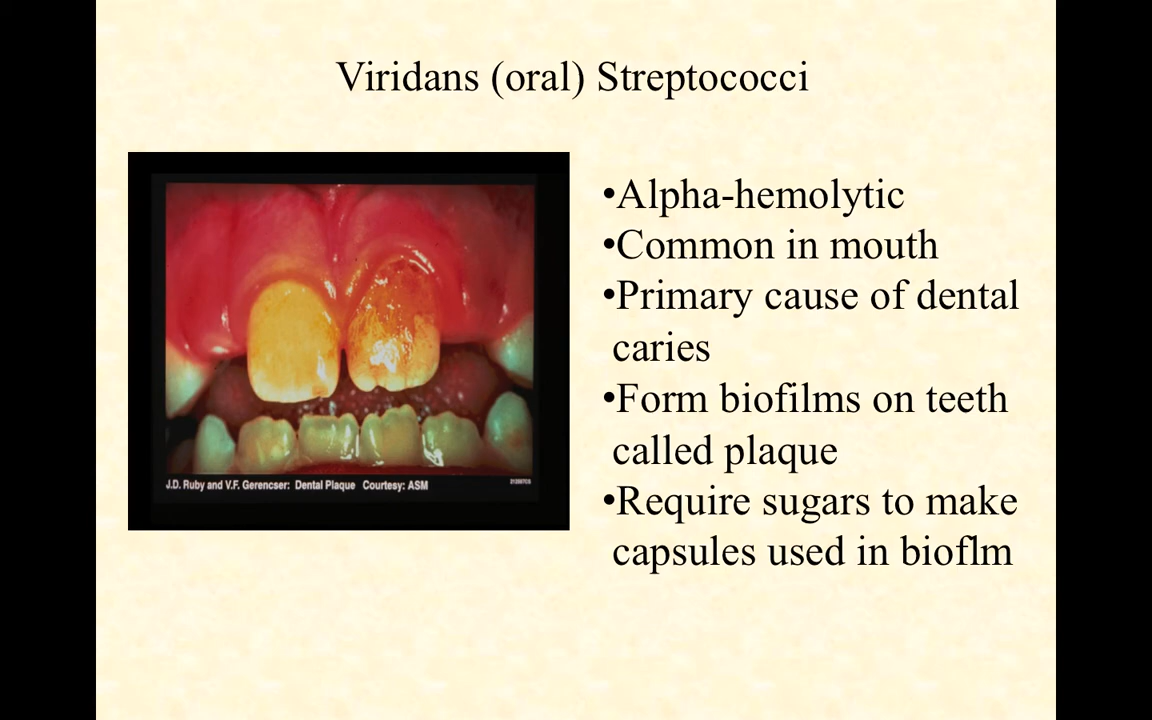 Viridans (oral) Streptococci
•Alpha-hemolytic
•Common in mouth
•Primary cause of dental
caries
•Form biofilms on teeth
called plaque
•Require sugars to make
capsules used in bioflm
J.D. Ruby and V.F. Gerencser: Dental Plaque Courtesy: ASM